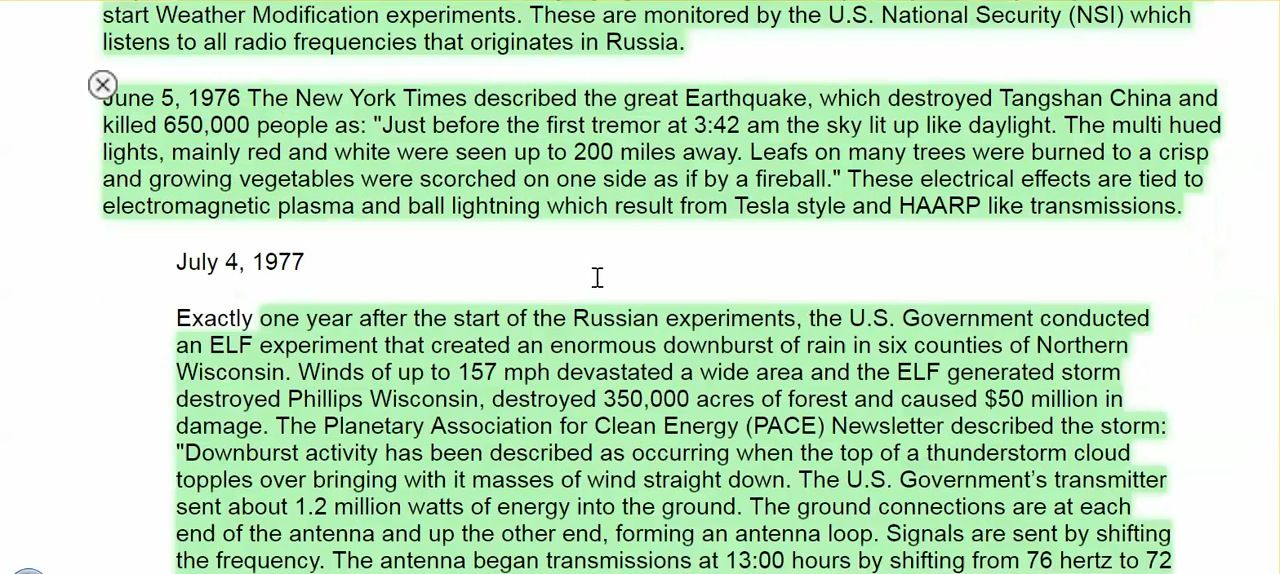 start Weather Modification experiments. These are monitored by the U.S. National Security (NSI) which
listens to all radio frequencies that originates in Russia.
June 5, 1976 The New York Times described the great Earthquake, which destroyed Tangshan China and
killed 650,000 people as: "Just before the first tremor at 3:42 am the sky lit up like daylight. The multi hued
lights, mainly red and white were seen up to 200 miles away. Leafs on many trees were burned to a crisp
and growing vegetables were scorched on one side as if by a fireball." These electrical effects are tied to
electromagnetic plasma and ball lightning which result from Tesla style and HAARP like transmissions.
July 4, 1977
Exactly one year after the start of the Russian experiments, the U.S. Government conducted
an ELF experiment that created an enormous downburst of rain in six counties of Northern
Wisconsin. Winds of up to 157 mph devastated a wide area and the ELF generated storm
destroyed Phillips Wisconsin, destroyed 350,000 acres of forest and caused $50 million in
damage. The Planetary Association for Clean Energy (PACE) Newsletter described the storm:
"Downburst activity has been described as occurring when the top of a thunderstorm cloud
topples over bringing with it masses of wind straight down. The U.S. Government’s transmitter
sent about 1.2 million watts of energy into the ground. The ground connections are at each
end of the antenna and up the other end, forming an antenna loop. Signals are sent by shifting
the frequency. The antenna began transmissions at 13:00 hours by shifting from 76 hertz to 72